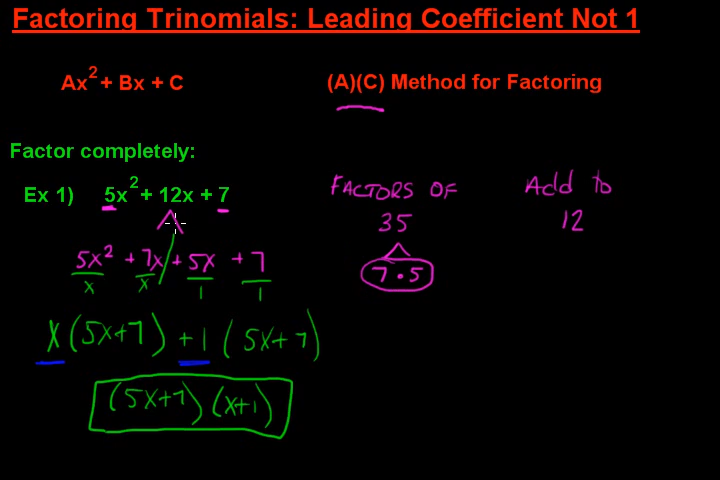 Factoring Trinomials: Leading Coefficient Not 1
Ax² + Bx + C
(A)(C) Method for Factoring
Factor completely:
Ex 1) 5x² + 12x + 7
FACTORS OF
35
7 • 5
Add to
12
5x² + 7x / + 5x + 7
x x 1 1
x (5x+7) + 1 (5x+7)
(5x+7) (x+1)